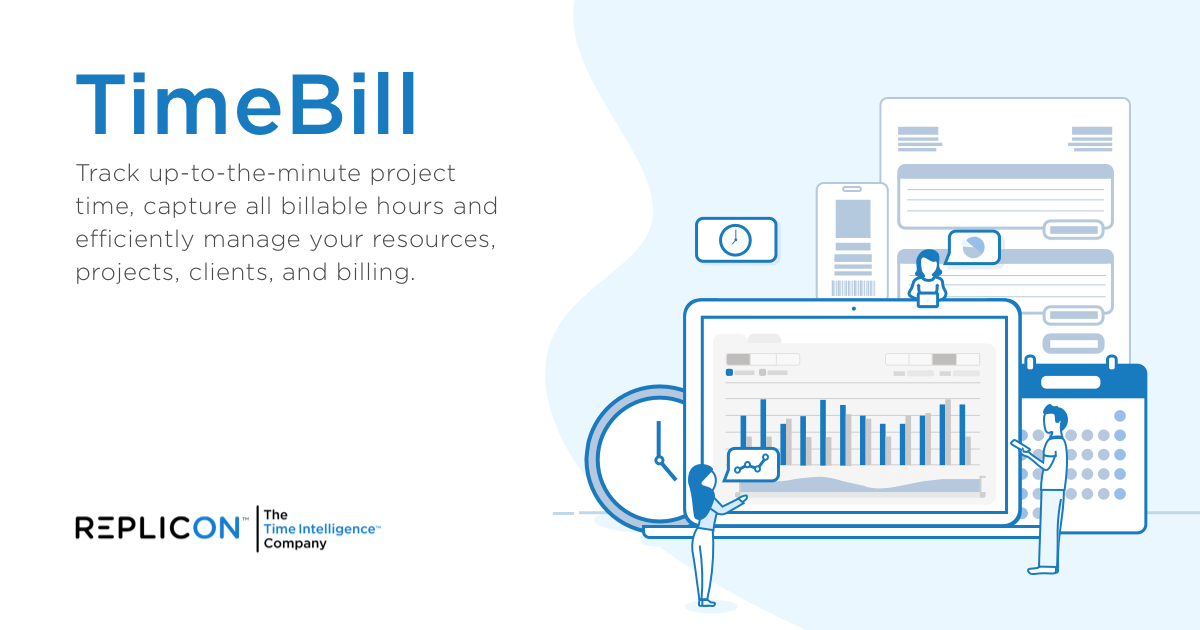 TimeBill
Track up-to-the-minute project
time, capture all billable hours and
efficiently manage your resources,
projects, clients, and billing.
REPLICON™
The
Time Intelligence™
Company